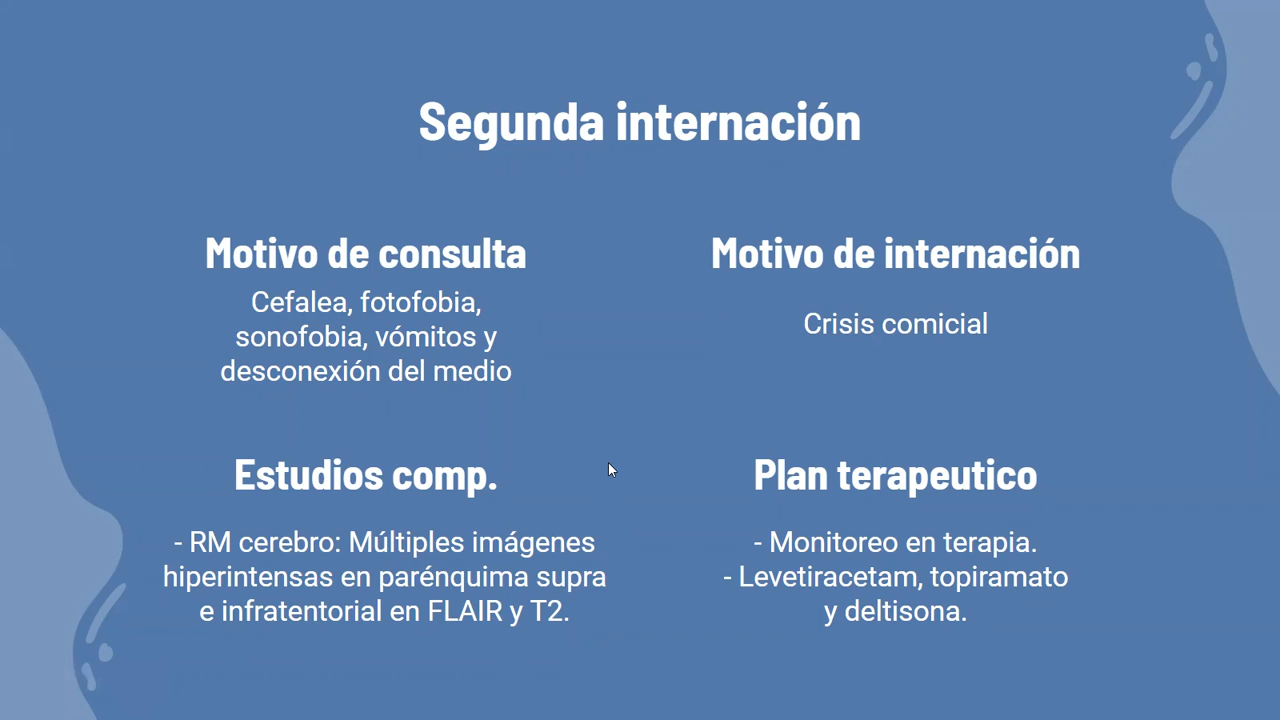 Segunda internación
Motivo de consulta
Cefalea, fotofobia,
sonofobia, vómitos y
desconexión del medio
Motivo de internación
Crisis comicial
Estudios comp.
- RM cerebro: Múltiples imágenes
hiperintensas en parénquima supra
e infratentorial en FLAIR y T2.
Plan terapeutico
- Monitoreo en terapia.
- Levetiracetam, topiramato
y deltisona.